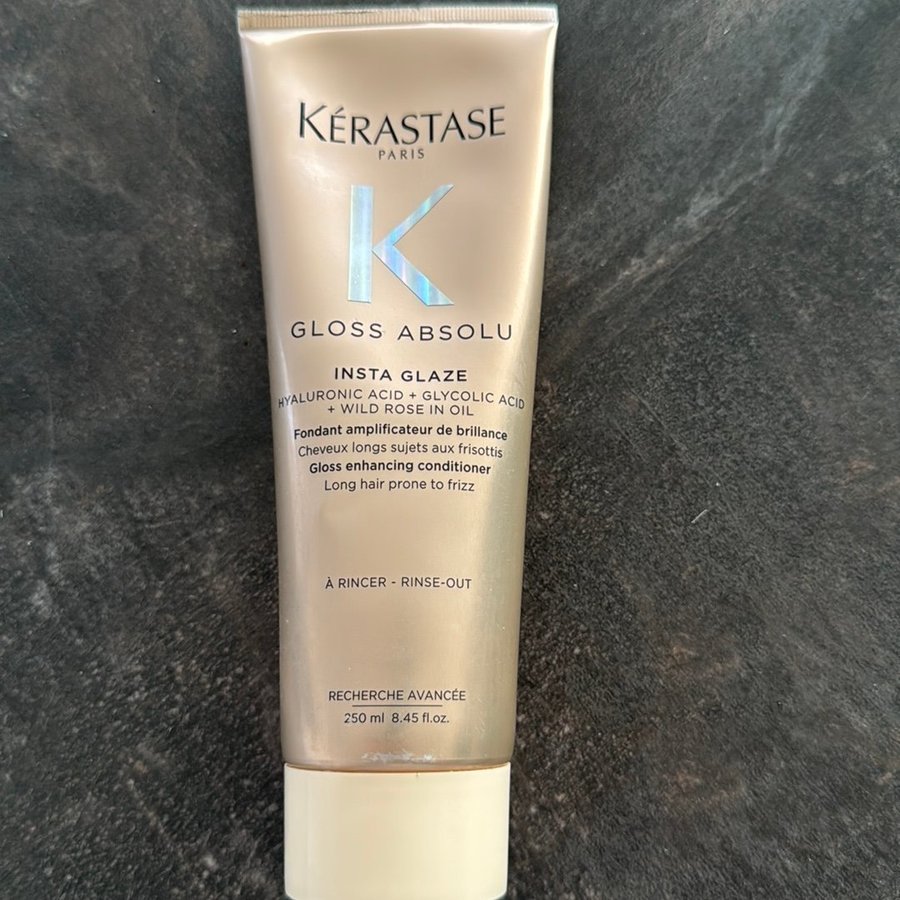 KÉRASTASE
PARIS
K
GLOSS ABSOLU
INSTA GLAZE
HYALURONIC ACID + GLYCOLIC ACID
+ WILD ROSE IN OIL
Fondant amplificateur de brillance
Cheveux longs sujets aux frisottis
Gloss enhancing conditioner
Long hair prone to frizz
À RINCER - RINSE-OUT
RECHERCHE AVANCÉE
250 ml 8.45 fl.oz.